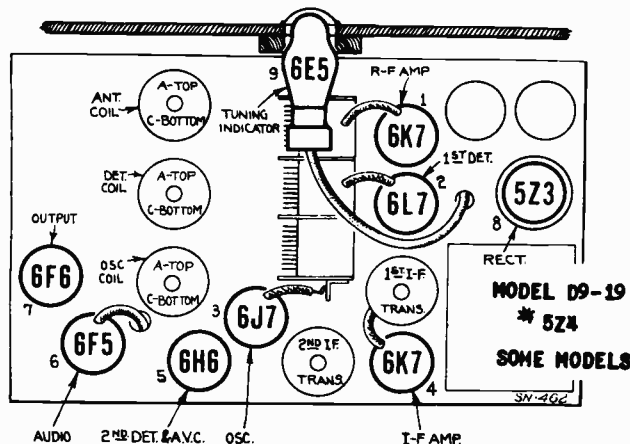 6E5
9
TUNING
INDICATOR
R-F AMP
1
6K7
ANT.
COIL
A-TOP
C-BOTTOM
1ST DET.
2
6L7
DET.
COIL
A-TOP
C-BOTTOM
5Z3
8
RECT.
OUTPUT
6F6
7
OSC
COIL
A-TOP
C-BOTTOM
1ST I-F
TRANS.
MODEL D9-19
* 5Z4
SOME MODELS
3
6J7
6F5
6
6H6
5
2ND I.F.
TRANS.
6K7
4
SN-462
AUDIO
2ND DET. & A.V.C.
OSC.
I-F AMP.